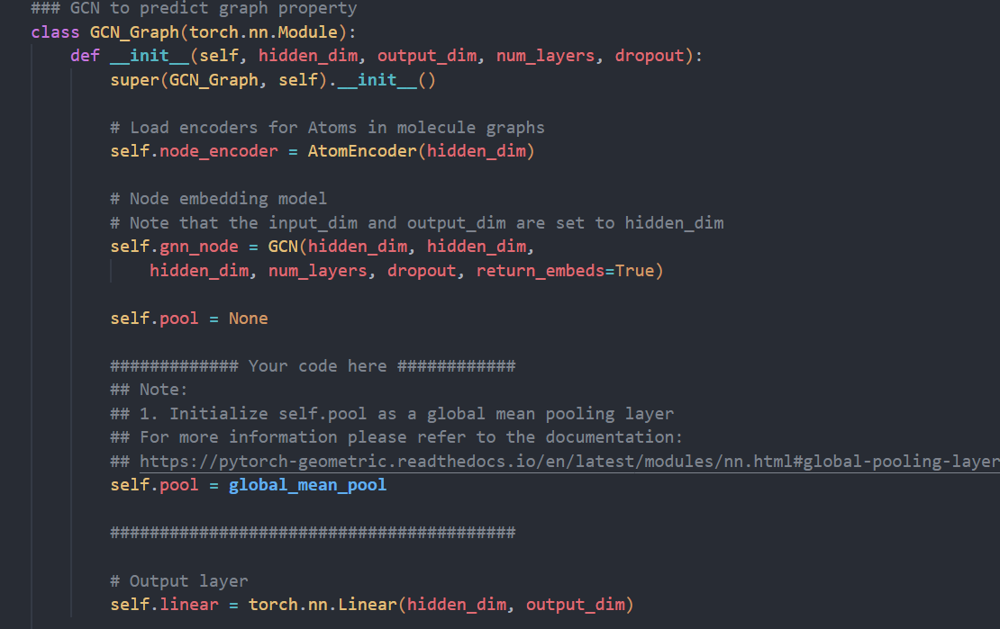 ### GCN to predict graph property
class GCN_Graph(torch.nn.Module):
    def __init__(self, hidden_dim, output_dim, num_layers, dropout):
        super(GCN_Graph, self).__init__()

        # Load encoders for Atoms in molecule graphs
        self.node_encoder = AtomEncoder(hidden_dim)

        # Node embedding model
        # Note that the input_dim and output_dim are set to hidden_dim
        self.gnn_node = GCN(hidden_dim, hidden_dim,
            hidden_dim, num_layers, dropout, return_embeds=True)

        self.pool = None

        ############# Your code here ############
        ## Note:
        ## 1. Initialize self.pool as a global mean pooling layer
        ## For more information please refer to the documentation:
        ## https://pytorch-geometric.readthedocs.io/en/latest/modules/nn.html#global-pooling-layer
        self.pool = global_mean_pool

        #########################################

        # Output layer
        self.linear = torch.nn.Linear(hidden_dim, output_dim)